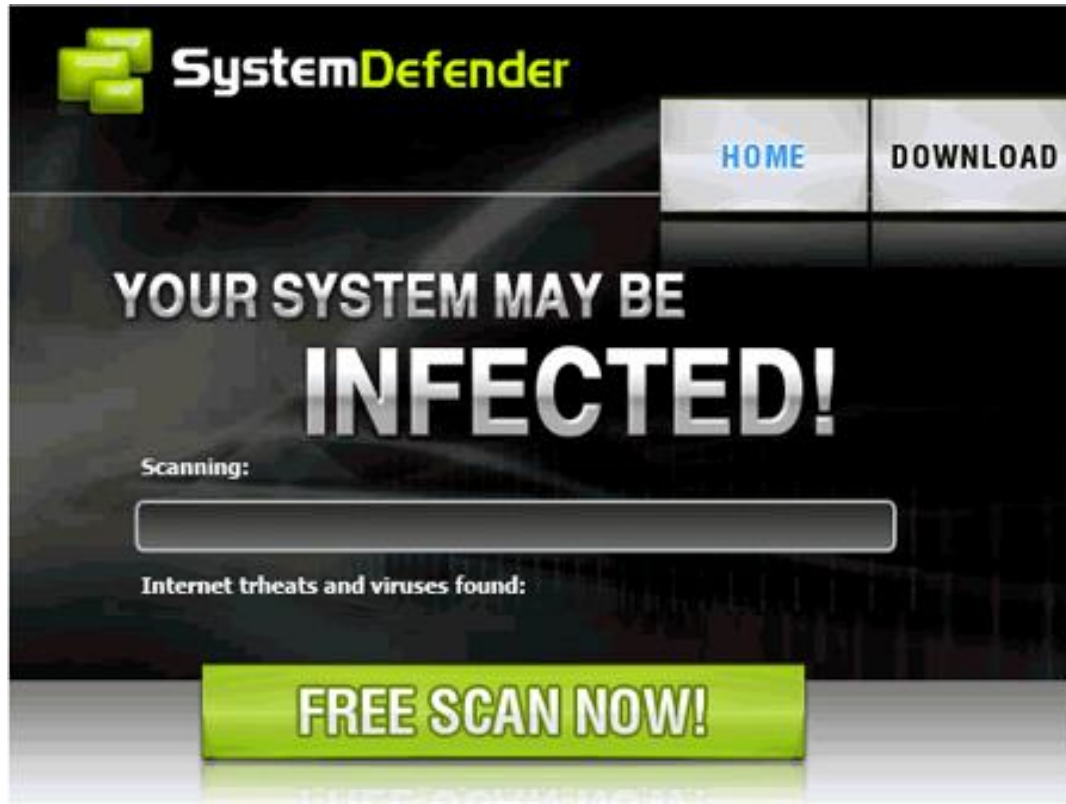 SystemDefender
HOME
DOWNLOAD
YOUR SYSTEM MAY BE
INFECTED!
Scanning:
Internet trheats and viruses found:
FREE SCAN NOW!